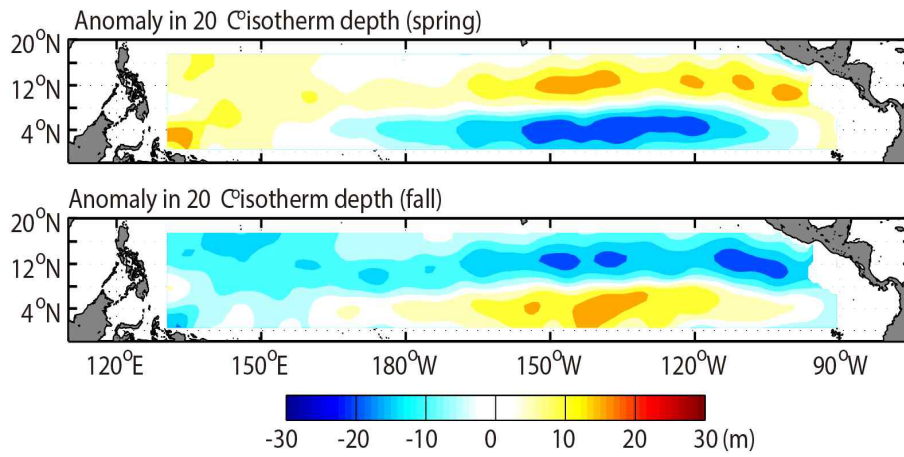 Anomaly in 20 C°isotherm depth (spring)
20°N
12°N
4°N
Anomaly in 20 C°isotherm depth (fall)
20°N
12°N
4°N
120°E 150°E 180°W 150°W 120°W 90°W
-30 -20 -10 0 10 20 30 (m)